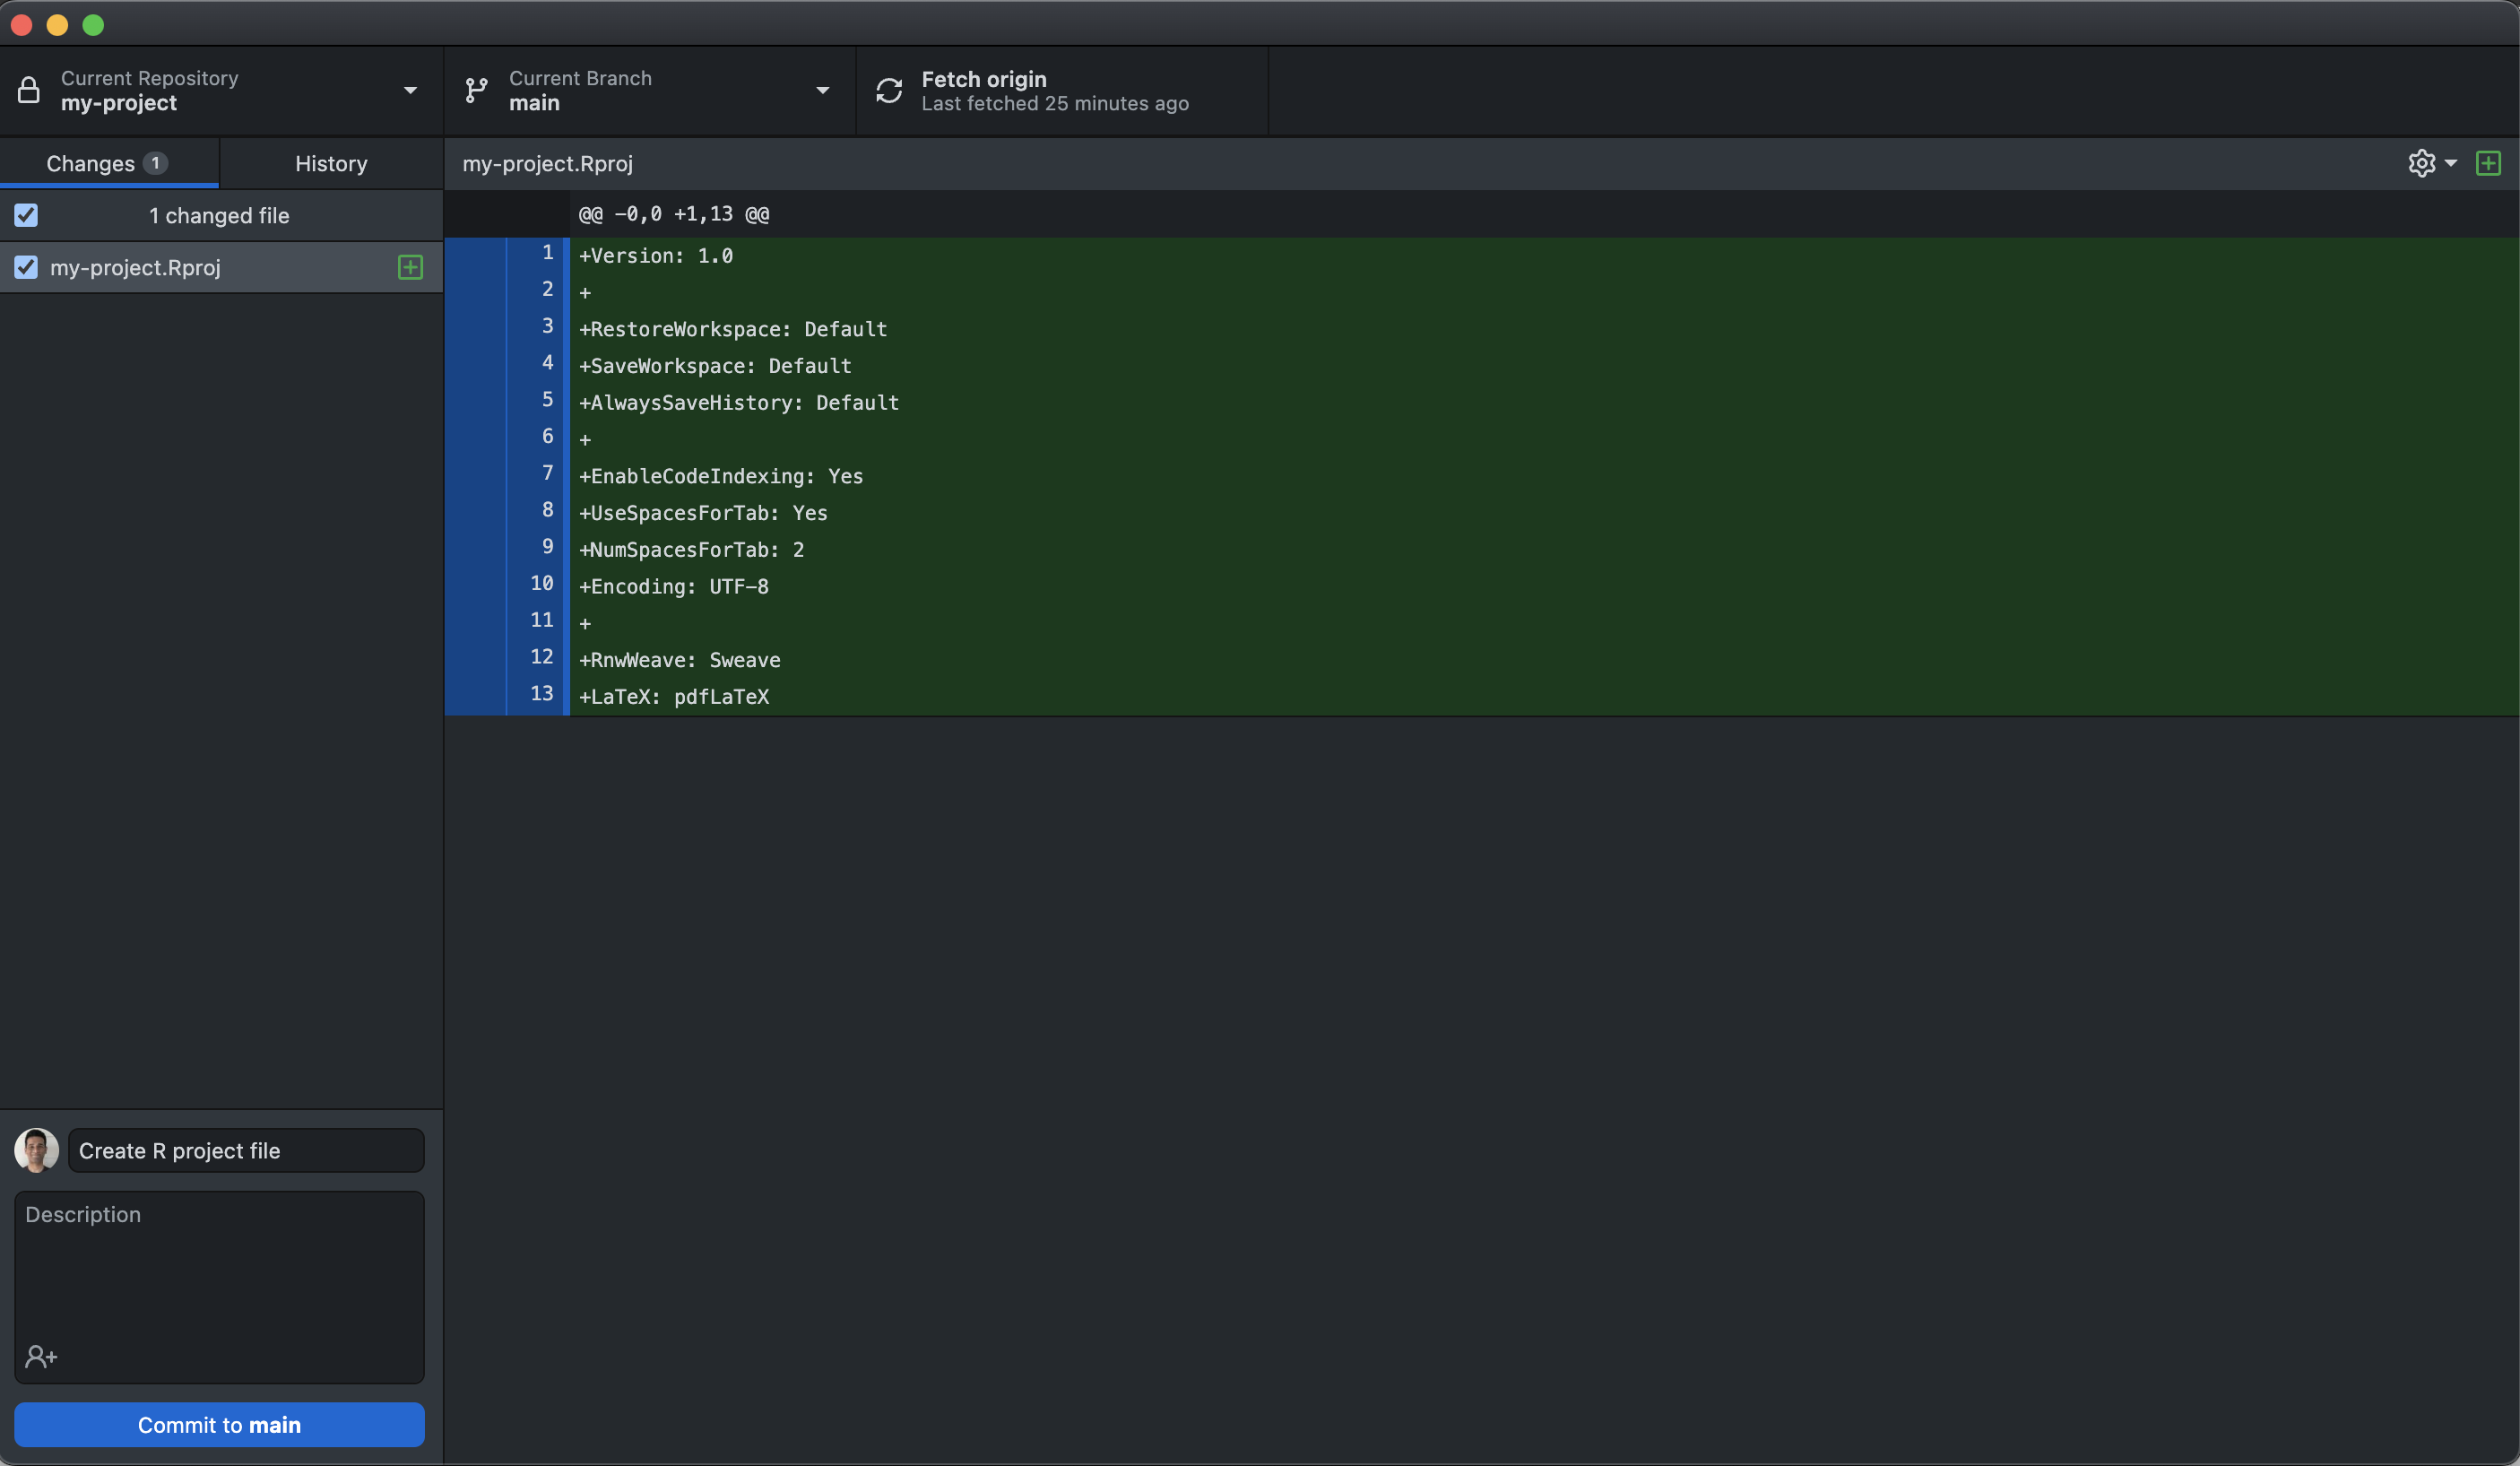 Current Repository
my-project
Current Branch
main
Fetch origin
Last fetched 25 minutes ago
Changes 1
History
my-project.Rproj
1 changed file
my-project.Rproj
@@ -0,0 +1,13 @@
1 +Version: 1.0
2 +
3 +RestoreWorkspace: Default
4 +SaveWorkspace: Default
5 +AlwaysSaveHistory: Default
6 +
7 +EnableCodeIndexing: Yes
8 +UseSpacesForTab: Yes
9 +NumSpacesForTab: 2
10 +Encoding: UTF-8
11 +
12 +RnwWeave: Sweave
13 +LaTeX: pdfLaTeX
Create R project file
Description
Commit to main